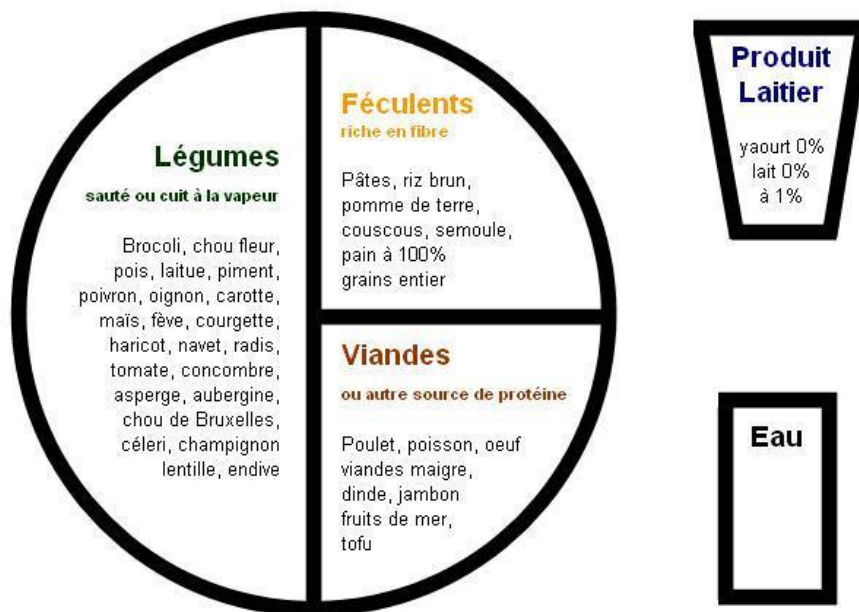 Légumes
sauté ou cuit à la vapeur
Brocoli, chou fleur,
pois, laitue, piment,
poivron, oignon, carotte,
maïs, fève, courgette,
haricot, navet, radis,
tomate, concombre,
asperge, aubergine,
chou de Bruxelles,
céleri, champignon
lentille, endive
Féculents
riche en fibre
Pâtes, riz brun,
pomme de terre,
couscous, semoule,
pain à 100%
grains entier
Viandes
ou autre source de protéine
Poulet, poisson, oeuf
viandes maigre,
dinde, jambon
fruits de mer,
tofu
Produit
Laitier
yaourt 0%
lait 0%
à 1%
Eau